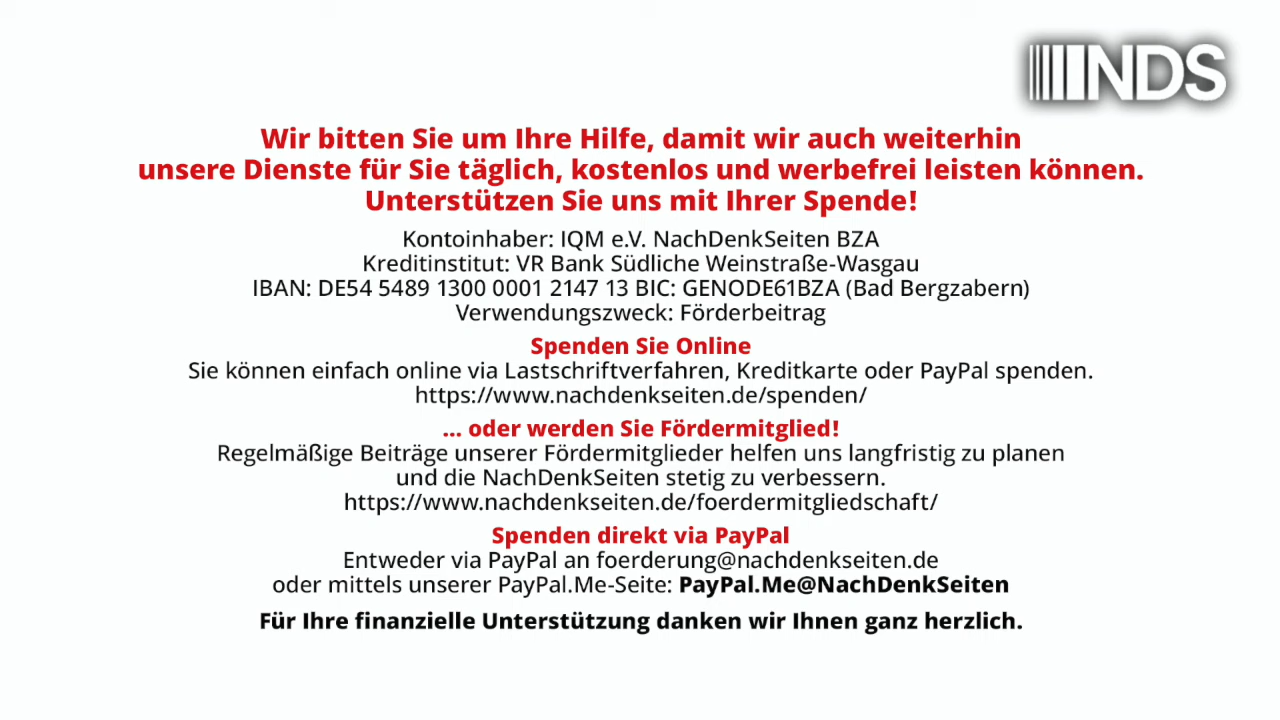 NDS
Wir bitten Sie um Ihre Hilfe, damit wir auch weiterhin
unsere Dienste für Sie täglich, kostenlos und werbefrei leisten können.
Unterstützen Sie uns mit Ihrer Spende!
Kontoinhaber: IQM e.V. NachDenkSeiten BZA
Kreditinstitut: VR Bank Südliche Weinstraße-Wasgau
IBAN: DE54 5489 1300 0001 2147 13 BIC: GENODE61BZA (Bad Bergzabern)
Verwendungszweck: Förderbeitrag
Spenden Sie Online
Sie können einfach online via Lastschriftverfahren, Kreditkarte oder PayPal spenden.
https://www.nachdenkseiten.de/spenden/
... oder werden Sie Fördermitglied!
Regelmäßige Beiträge unserer Fördermitglieder helfen uns langfristig zu planen
und die NachDenkSeiten stetig zu verbessern.
https://www.nachdenkseiten.de/foerdermitgliedschaft/
Spenden direkt via PayPal
Entweder via PayPal an foerderung@nachdenkseiten.de
oder mittels unserer PayPal.Me-Seite: PayPal.Me@NachDenkSeiten
Für Ihre finanzielle Unterstützung danken wir Ihnen ganz herzlich.